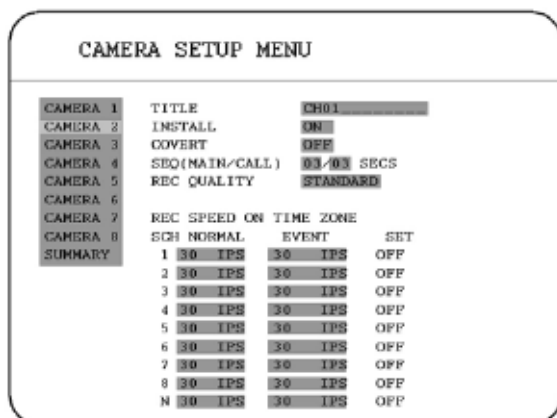 CAMERA SETUP MENU
CAMERA 1
CAMERA 2
CAMERA 3
CAMERA 4
CAMERA 5
CAMERA 6
CAMERA 7
CAMERA 8
SUMMARY
TITLE CH01________
INSTALL ON
COVERT OFF
SEQ(MAIN/CALL) 03/03 SECS
REC QUALITY STANDARD
REC SPEED ON TIME ZONE
SCH NORMAL EVENT SET
1 30 IPS 30 IPS OFF
2 30 IPS 30 IPS OFF
3 30 IPS 30 IPS OFF
4 30 IPS 30 IPS OFF
5 30 IPS 30 IPS OFF
6 30 IPS 30 IPS OFF
7 30 IPS 30 IPS OFF
8 30 IPS 30 IPS OFF
N 30 IPS 30 IPS OFF